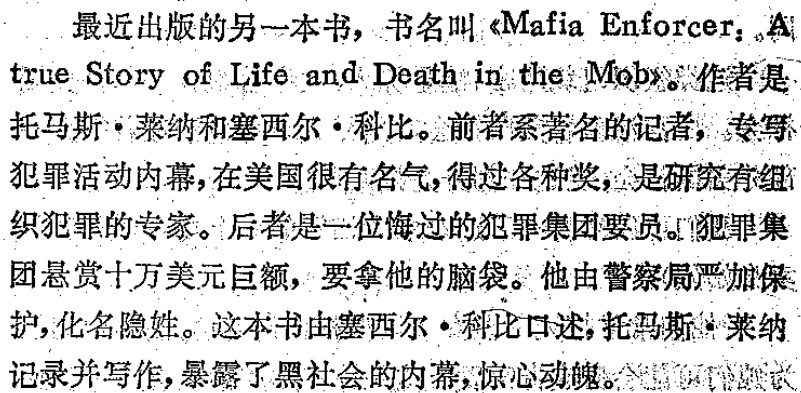 最近出版的另一本书，书名叫《Mafia Enforcer：A
true Story of Life and Death in the Mob》。作者是
托马斯·莱纳和塞西尔·科比。前者系著名的记者，专写
犯罪活动内幕，在美国很有名气，得过各种奖，是研究有组
织犯罪的专家。后者是一位悔过的犯罪集团要员。犯罪集
团悬赏十万美元巨额，要拿他的脑袋。他由警察局严加保
护，化名隐姓。这本书由塞西尔·科比口述，托马斯·莱纳
记录并写作，暴露了黑社会的内幕，惊心动魄。